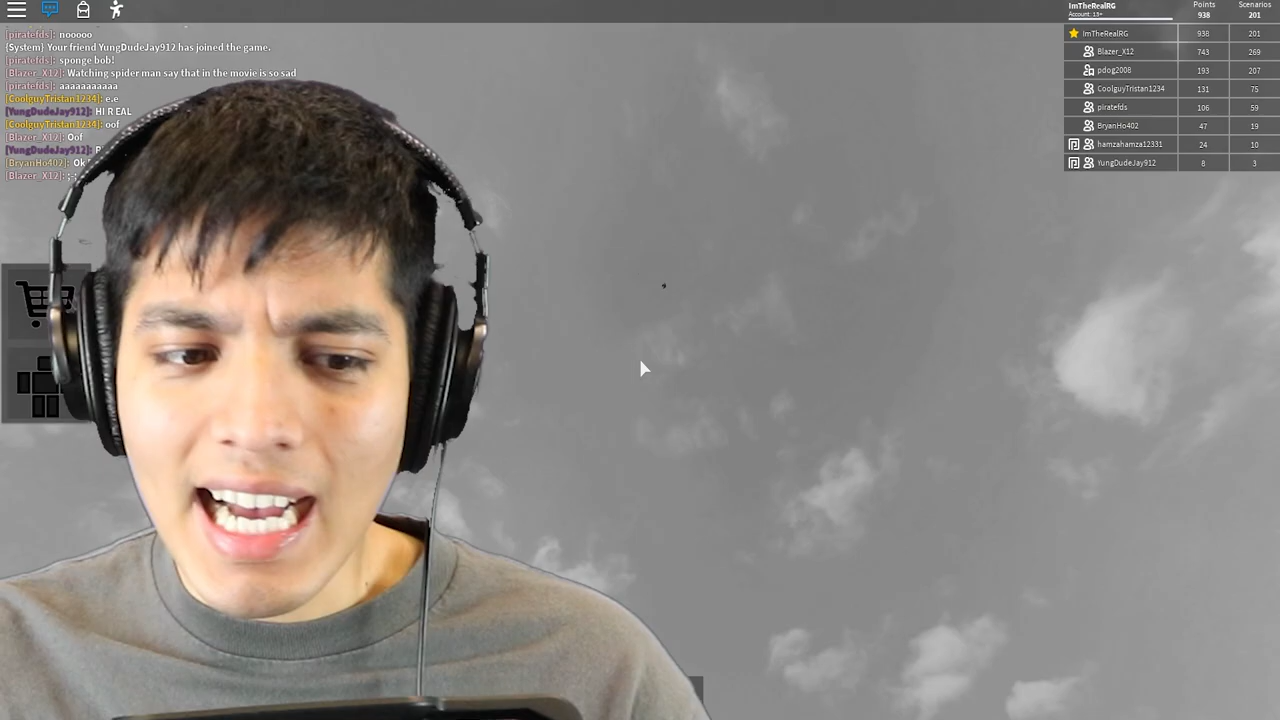 [piratefds]: nooooo
{System} Your friend YungDudeJay912 has joined the game.
[piratefds]: sponge bob!
[Blazer_X12]: Watching spider man say that in the movie is so sad
[piratefds]: aaaaaaaaaaa
[CoolguyTristan1234]: e.e
[YungDudeJay912]: HI REAL
[CoolguyTristan1234]: oof
[Blazer_X12]: Oof
[YungDudeJay912]:
[BryanHo402]: Ok
[Blazer_X12]: ;-;
ImTheRealRG Points Scenarios
Account: 13+ 938 201
ImTheRealRG 938 201
Blazer_X12 743 269
pdog2008 193 207
CoolguyTristan1234 131 75
piratefds 106 59
BryanHo402 47 19
hamzahamza12331 24 10
YungDudeJay912 8 3